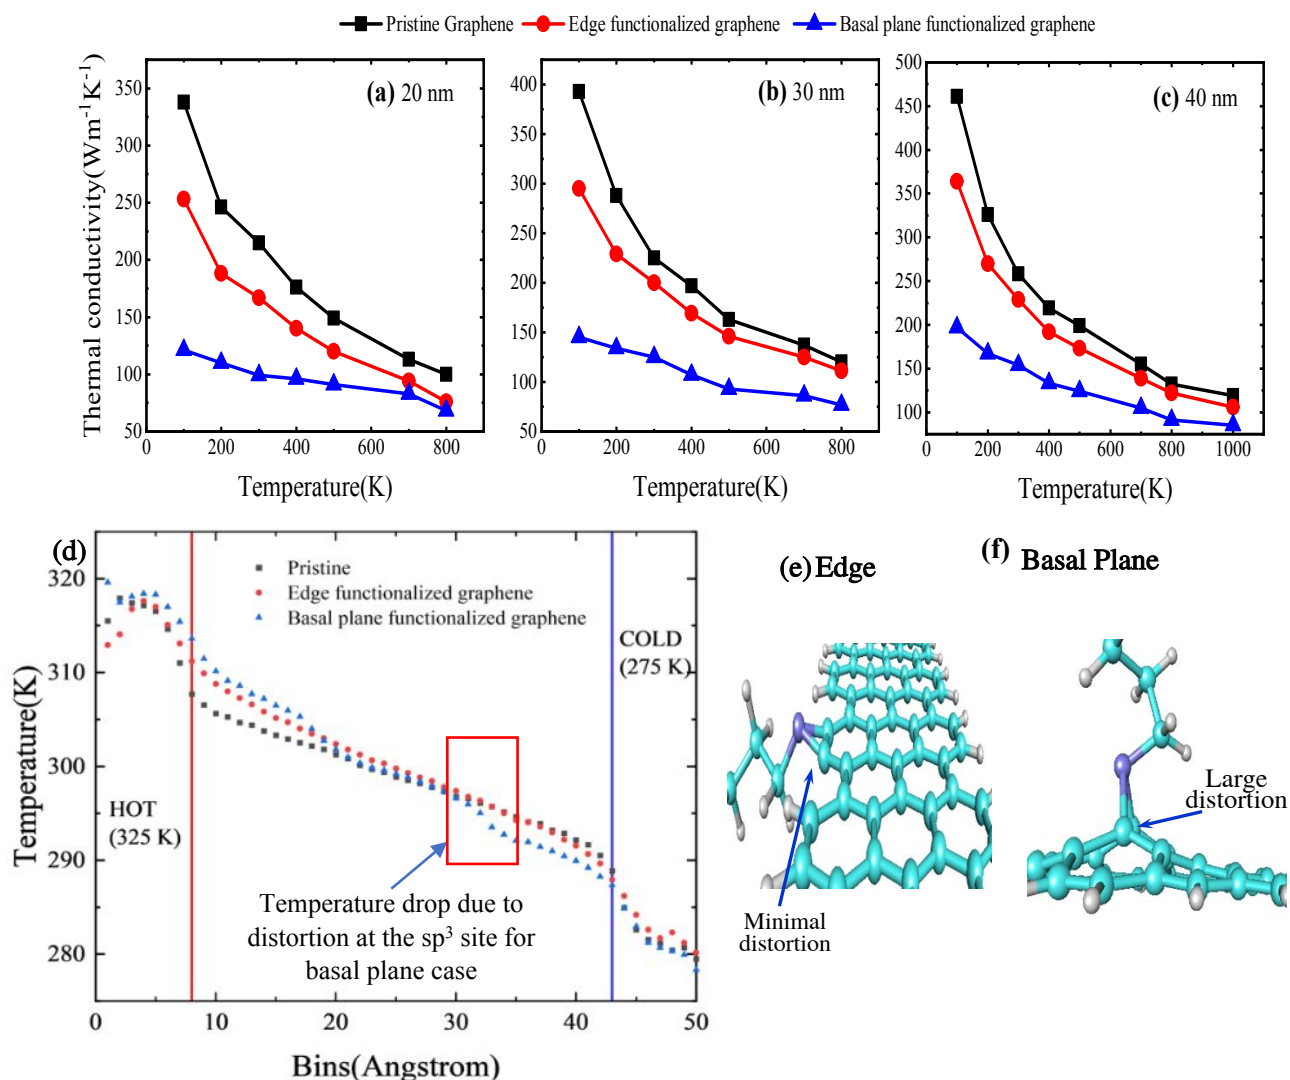 Pristine Graphene Edge functionalized graphene Basal plane functionalized graphene
Thermal conductivity(Wm⁻¹K⁻¹)
(a) 20 nm
350
300
250
200
150
100
50
0 200 400 600 800
Temperature(K)
(b) 30 nm
400
350
300
250
200
150
100
50
0 200 400 600 800
Temperature(K)
(c) 40 nm
500
450
400
350
300
250
200
150
100
0 200 400 600 800 1000
Temperature(K)
(d)
Temperature(K)
320
310
300
290
280
Pristine
Edge functionalized graphene
Basal plane functionalized graphene
HOT
(325 K)
COLD
(275 K)
Temperature drop due to
distortion at the sp³ site for
basal plane case
0 10 20 30 40 50
Bins(Angstrom)
(e) Edge
Minimal
distortion
(f) Basal Plane
Large
distortion